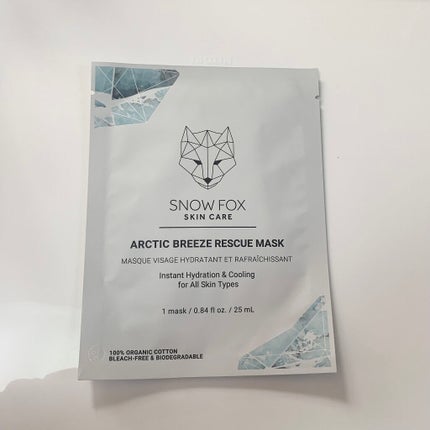 SNOW FOX
SKIN CARE
ARCTIC BREEZE RESCUE MASK
MASQUE VISAGE HYDRATANT ET RAFRAÎCHISSANT
Instant Hydration & Cooling
for All Skin Types
1 mask / 0.84 fl oz. / 25 mL
100% ORGANIC COTTON
BLEACH-FREE & BIODEGRADABLE